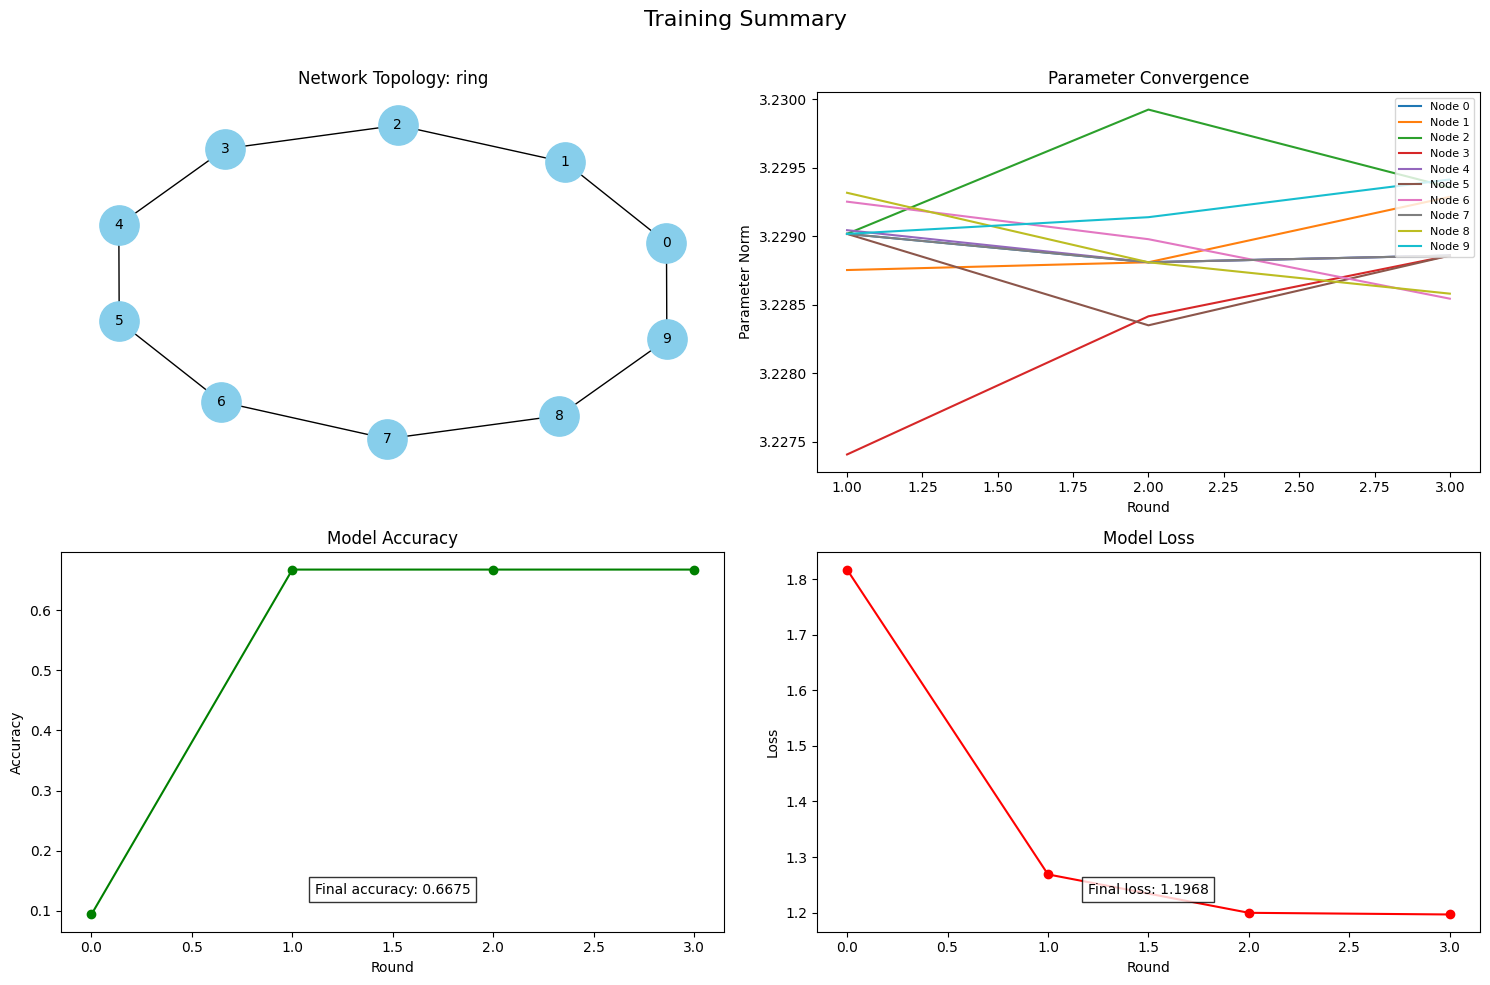 Training Summary
Network Topology: ring
2
3
1
4
0
5
9
6
8
7
Parameter Convergence
3.2300
3.2295
3.2290
3.2285
3.2280
3.2275
Parameter Norm
Node 0
Node 1
Node 2
Node 3
Node 4
Node 5
Node 6
Node 7
Node 8
Node 9
1.00 1.25 1.50 1.75 2.00 2.25 2.50 2.75 3.00
Round
Model Accuracy
0.6
0.5
0.4
0.3
0.2
0.1
Accuracy
Final accuracy: 0.6675
0.0 0.5 1.0 1.5 2.0 2.5 3.0
Round
Model Loss
1.8
1.7
1.6
1.5
1.4
1.3
1.2
Loss
Final loss: 1.1968
0.0 0.5 1.0 1.5 2.0 2.5 3.0
Round